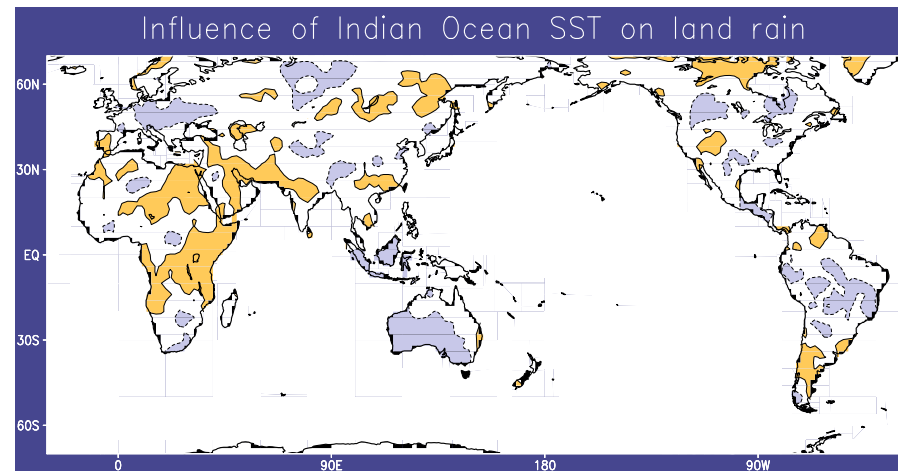 Influence of Indian Ocean SST on land rain
60N
30N
EQ
30S
60S
0 90E 180 90W